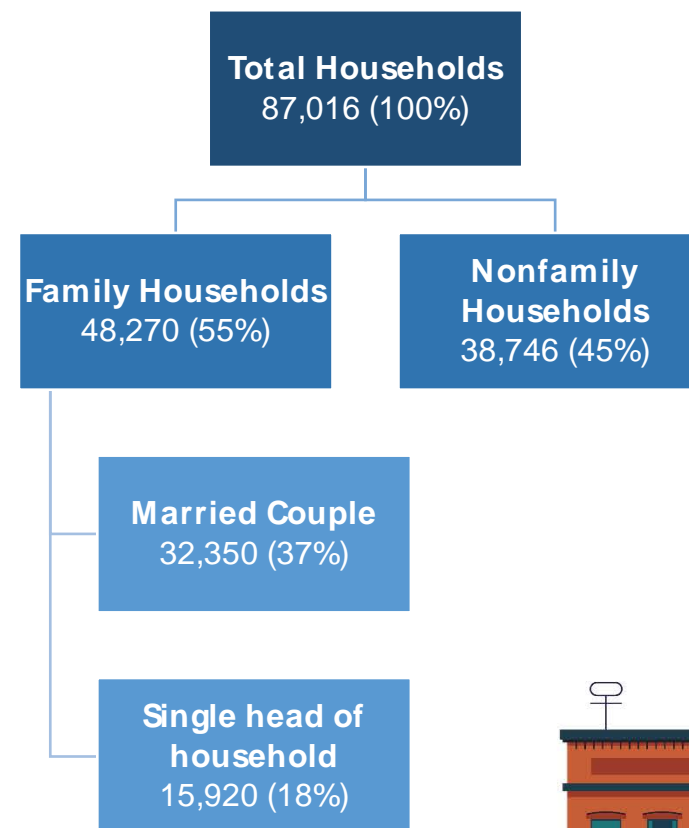 Total Households
87,016 (100%)
Family Households
48,270 (55%)
Nonfamily
Households
38,746 (45%)
Married Couple
32,350 (37%)
Single head of
household
15,920 (18%)